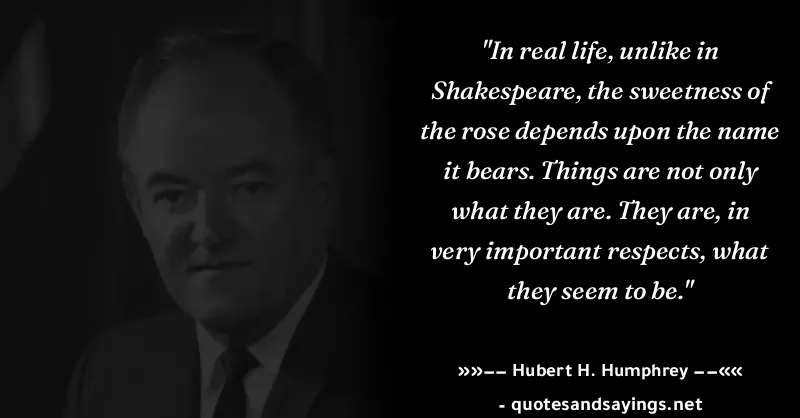 "In real life, unlike in
Shakespeare, the sweetness of
the rose depends upon the name
it bears. Things are not only
what they are. They are, in
very important respects, what
they seem to be."
»»–– Hubert H. Humphrey ––««
- quotesandsayings.net